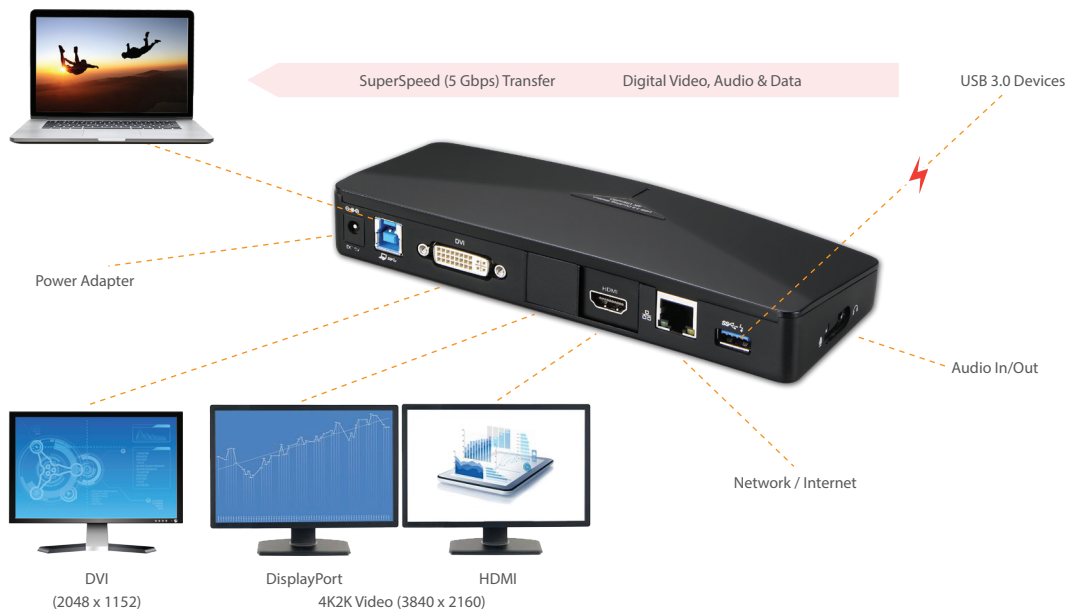 SuperSpeed (5 Gbps) Transfer Digital Video, Audio & Data
USB 3.0 Devices
DVI
HDMI
Power Adapter
Audio In/Out
Network / Internet
DVI
(2048 x 1152)
DisplayPort HDMI
4K2K Video (3840 x 2160)